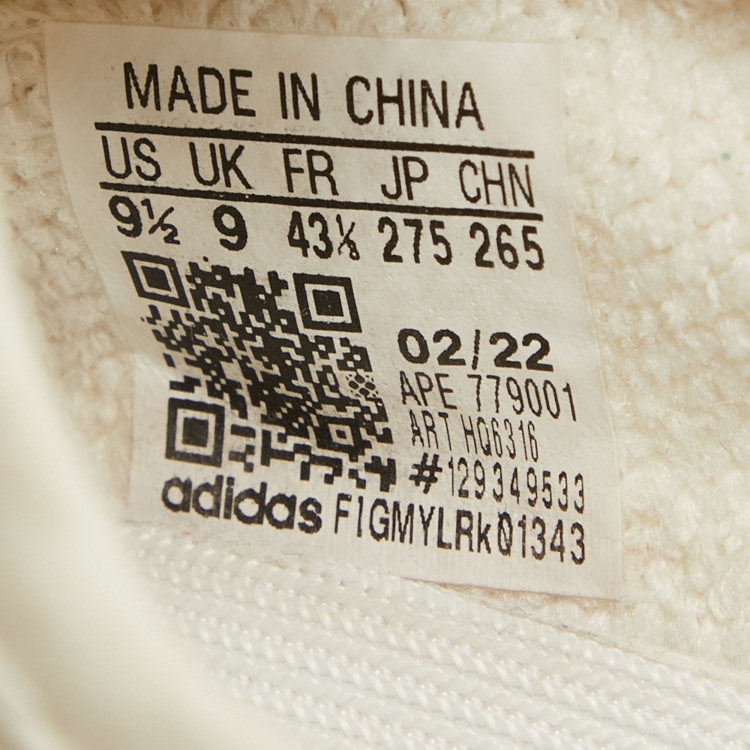 MADE IN CHINA
US UK FR JP CHN
9½ 9 43⅓ 275 265
02/22
APE 779001
ART HQ6316
#129349533
adidas F1GMYLRk01343